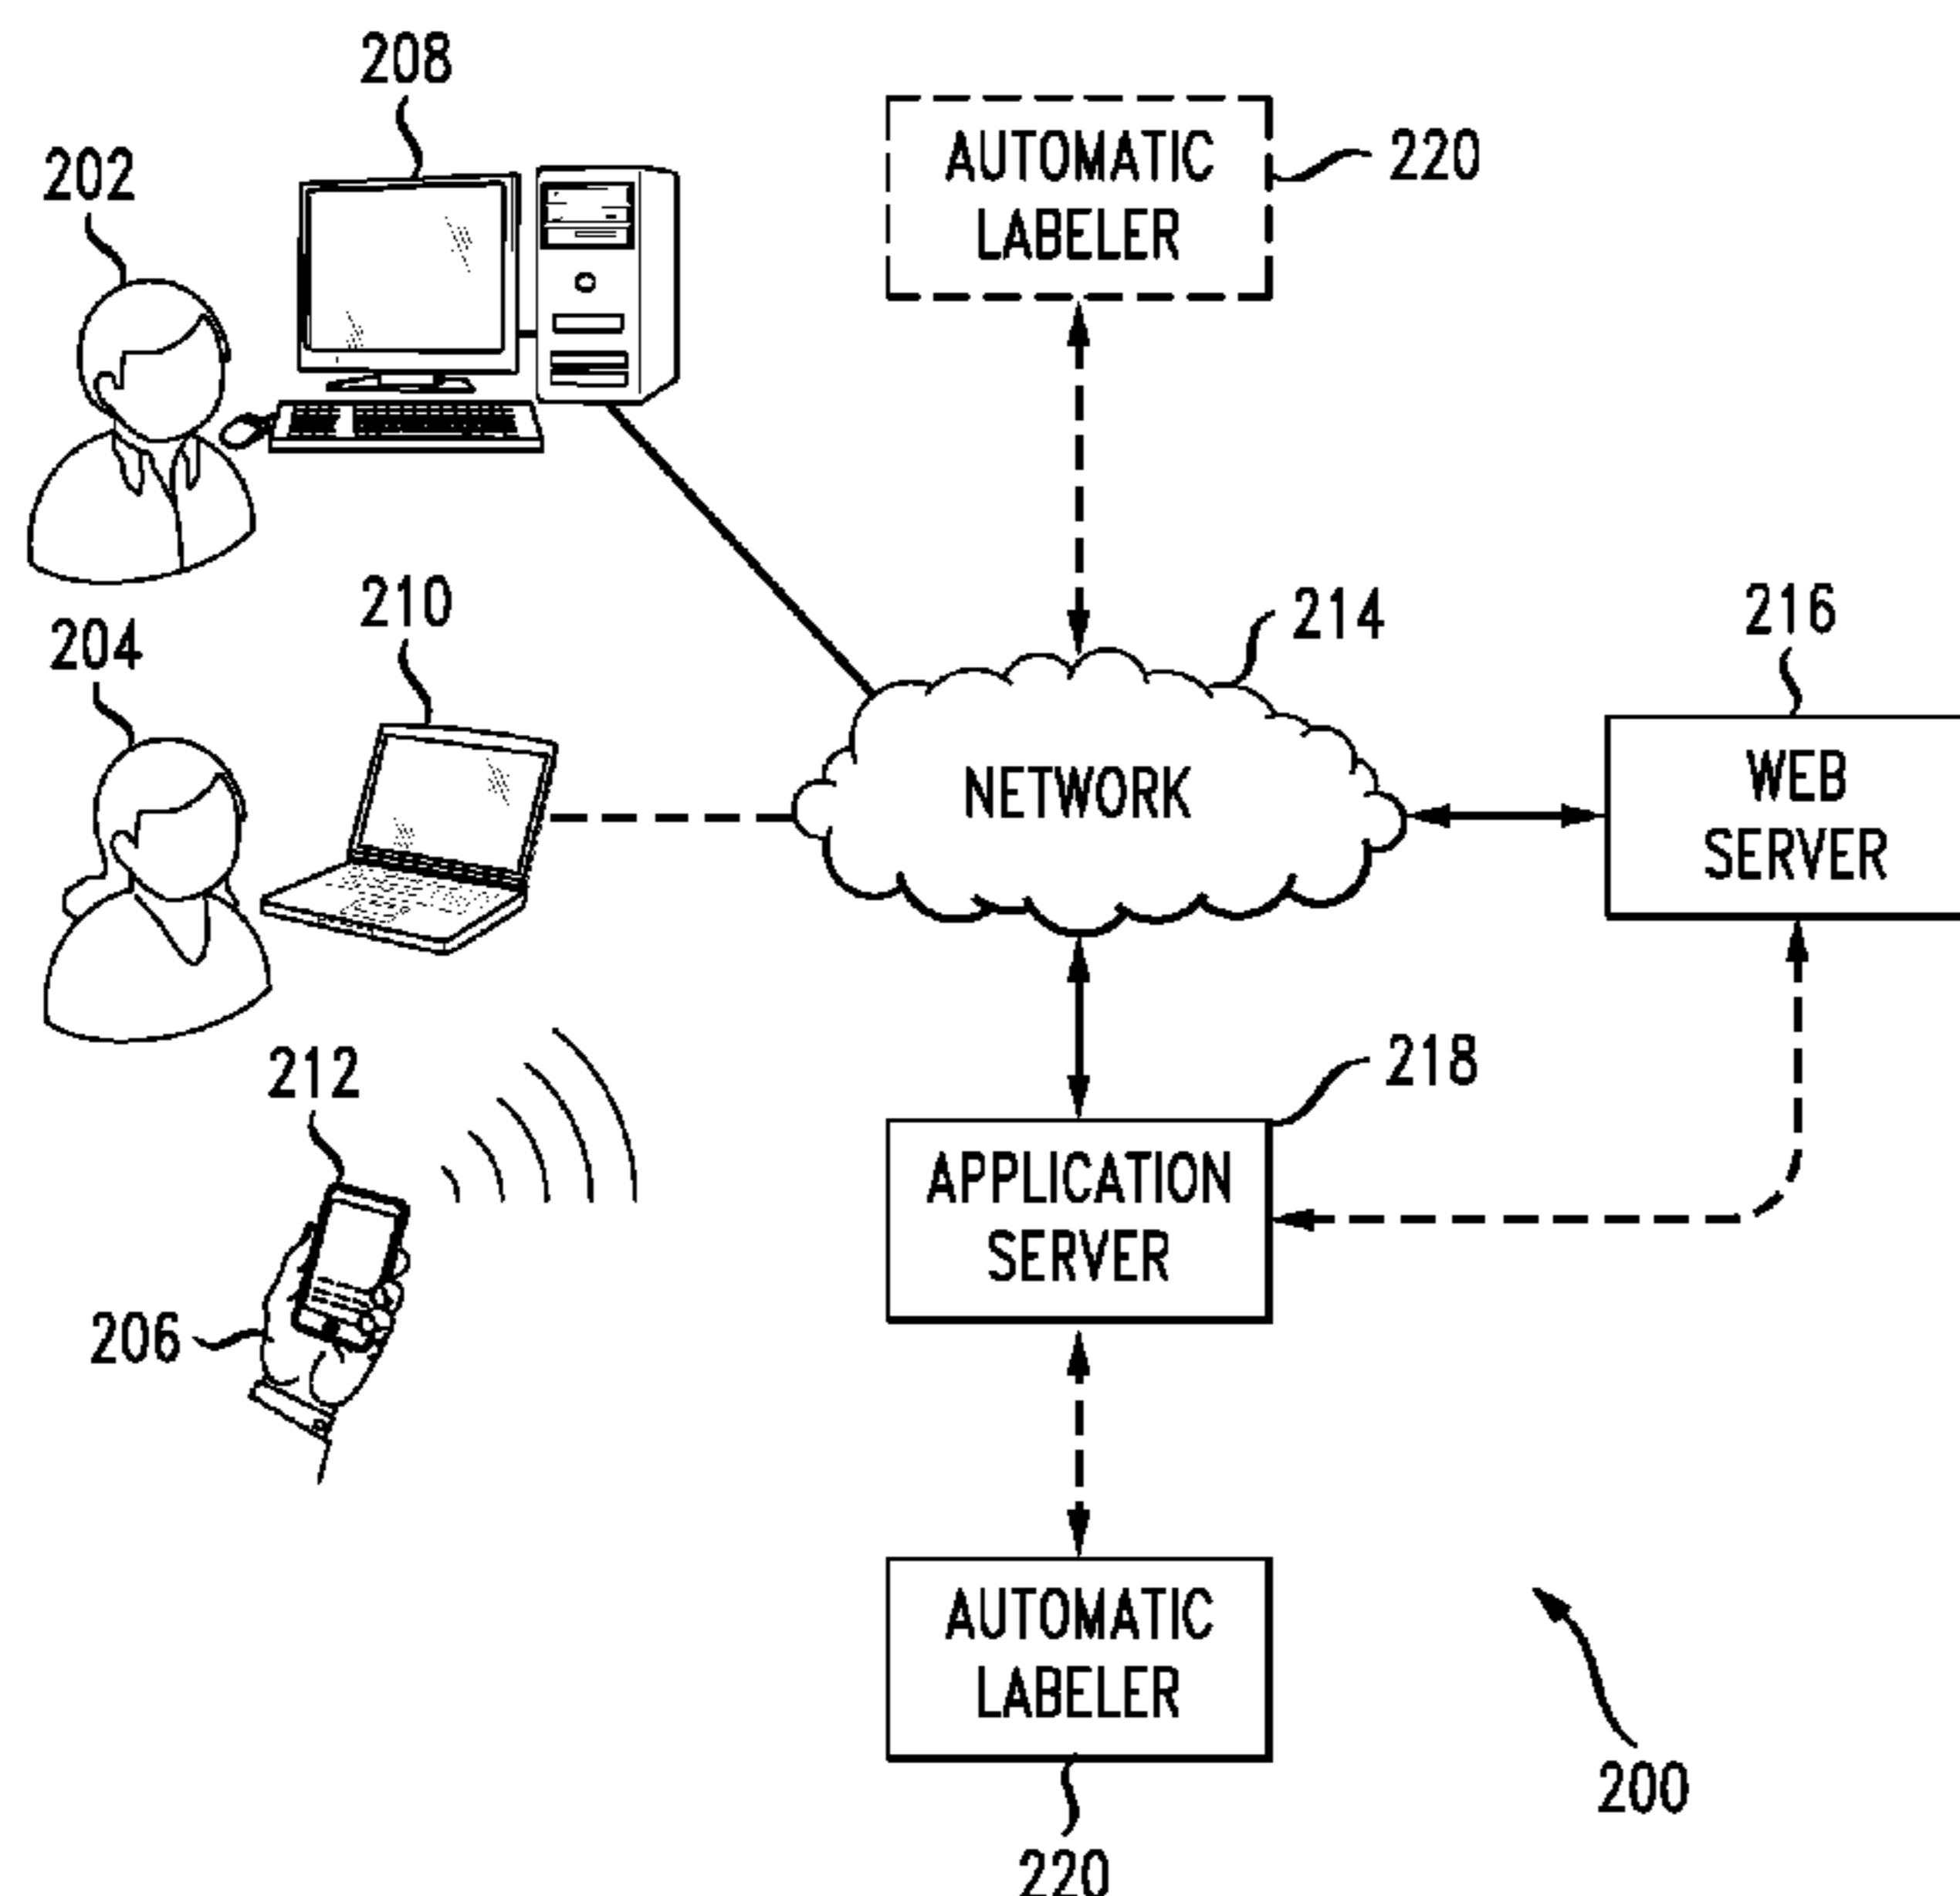 208
202
AUTOMATIC
LABELER
220
210
204
214
216
NETWORK
WEB
SERVER
212
218
APPLICATION
SERVER
206
AUTOMATIC
LABELER
200
220